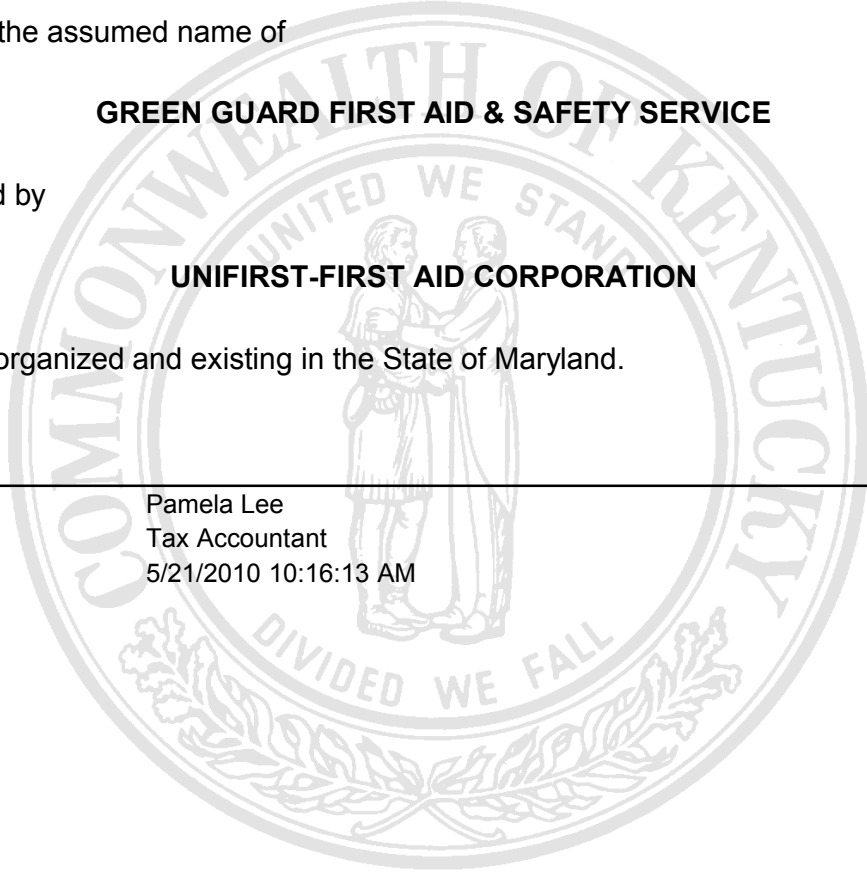 the assumed name of
GREEN GUARD FIRST AID & SAFETY SERVICE
d by
UNIFIRST-FIRST AID CORPORATION
organized and existing in the State of Maryland.
Pamela Lee
Tax Accountant
5/21/2010 10:16:13 AM
COMMONWEALTH OF KENTUCKY
UNITED WE STAND
DIVIDED WE FALL